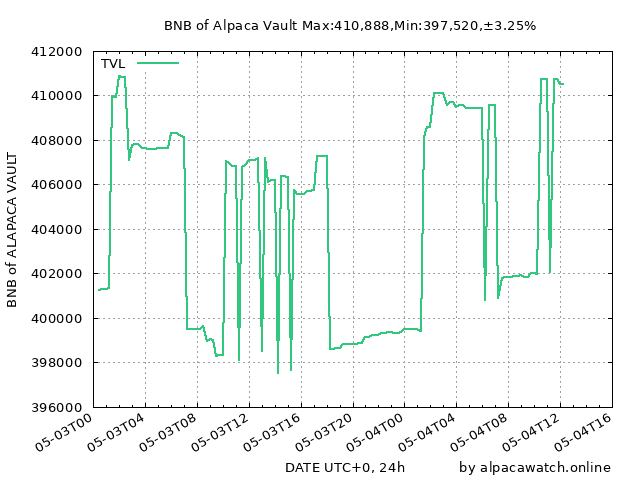 BNB of Alpaca Vault Max:410,888,Min:397,520,±3.25%
TVL
412000
410000
408000
406000
404000
402000
400000
398000
396000
BNB of ALAPACA VAULT
05-03T00
05-03T04
05-03T08
05-03T12
05-03T16
05-03T20
05-04T00
05-04T04
05-04T08
05-04T12
05-04T16
DATE UTC+0, 24h
by alpacawatch.online